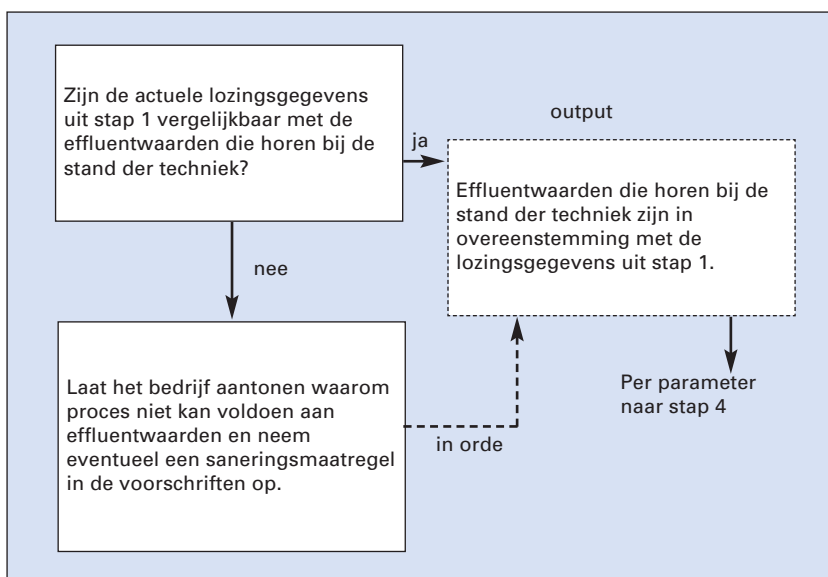 Zijn de actuele lozingsgegevens
uit stap 1 vergelijkbaar met de
effluentwaarden die horen bij de
stand der techniek?
ja
output
Effluentwaarden die horen bij de
stand der techniek zijn in
overeenstemming met de
lozingsgegevens uit stap 1.
nee
Laat het bedrijf aantonen waarom
proces niet kan voldoen aan
effluentwaarden en neem
eventueel een saneringsmaatregel
in de voorschriften op.
in orde
Per parameter
naar stap 4